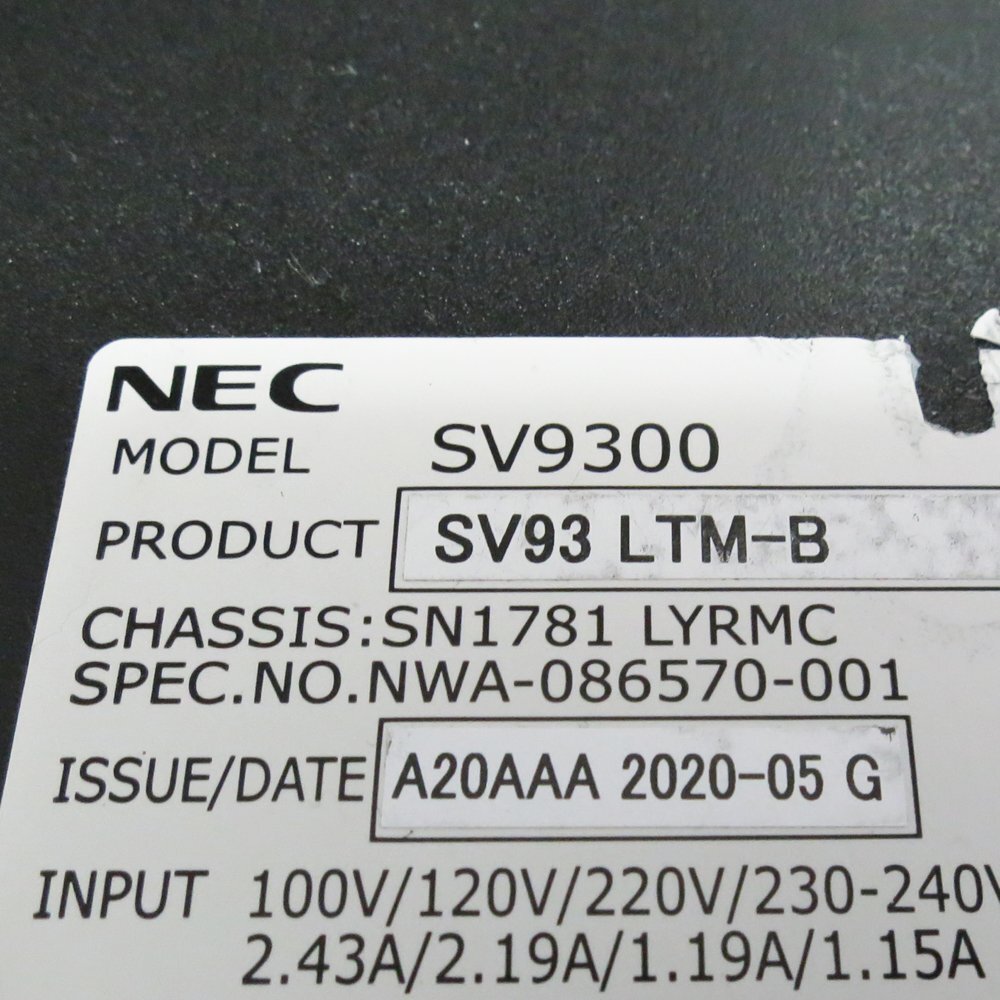 NEC
MODEL SV9300
PRODUCT SV93 LTM-B
CHASSIS:SN1781 LYRMC
SPEC.NO.NWA-086570-001
ISSUE/DATE A20AAA 2020-05 G
INPUT 100V/120V/220V/230-240V
2.43A/2.19A/1.19A/1.15A